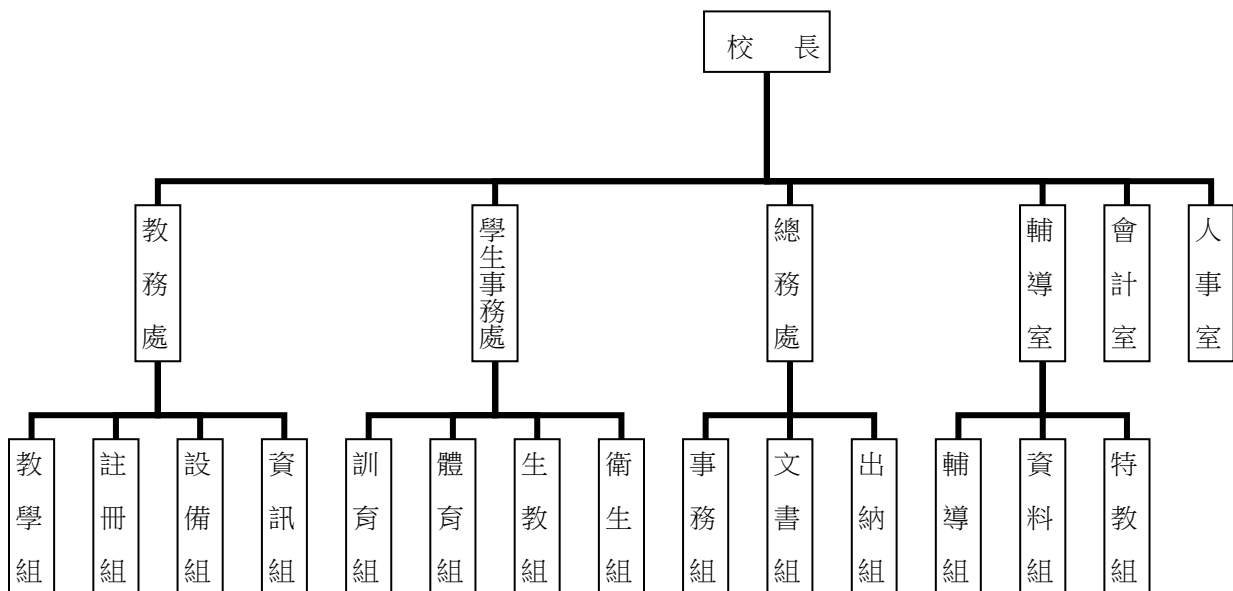 校 長
教務處
學生事務處
總務處
輔導室
會計室
人事室
教學組
註冊組
設備組
資訊組
訓育組
體育組
生教組
衛生組
事務組
文書組
出納組
輔導組
資料組
特教組